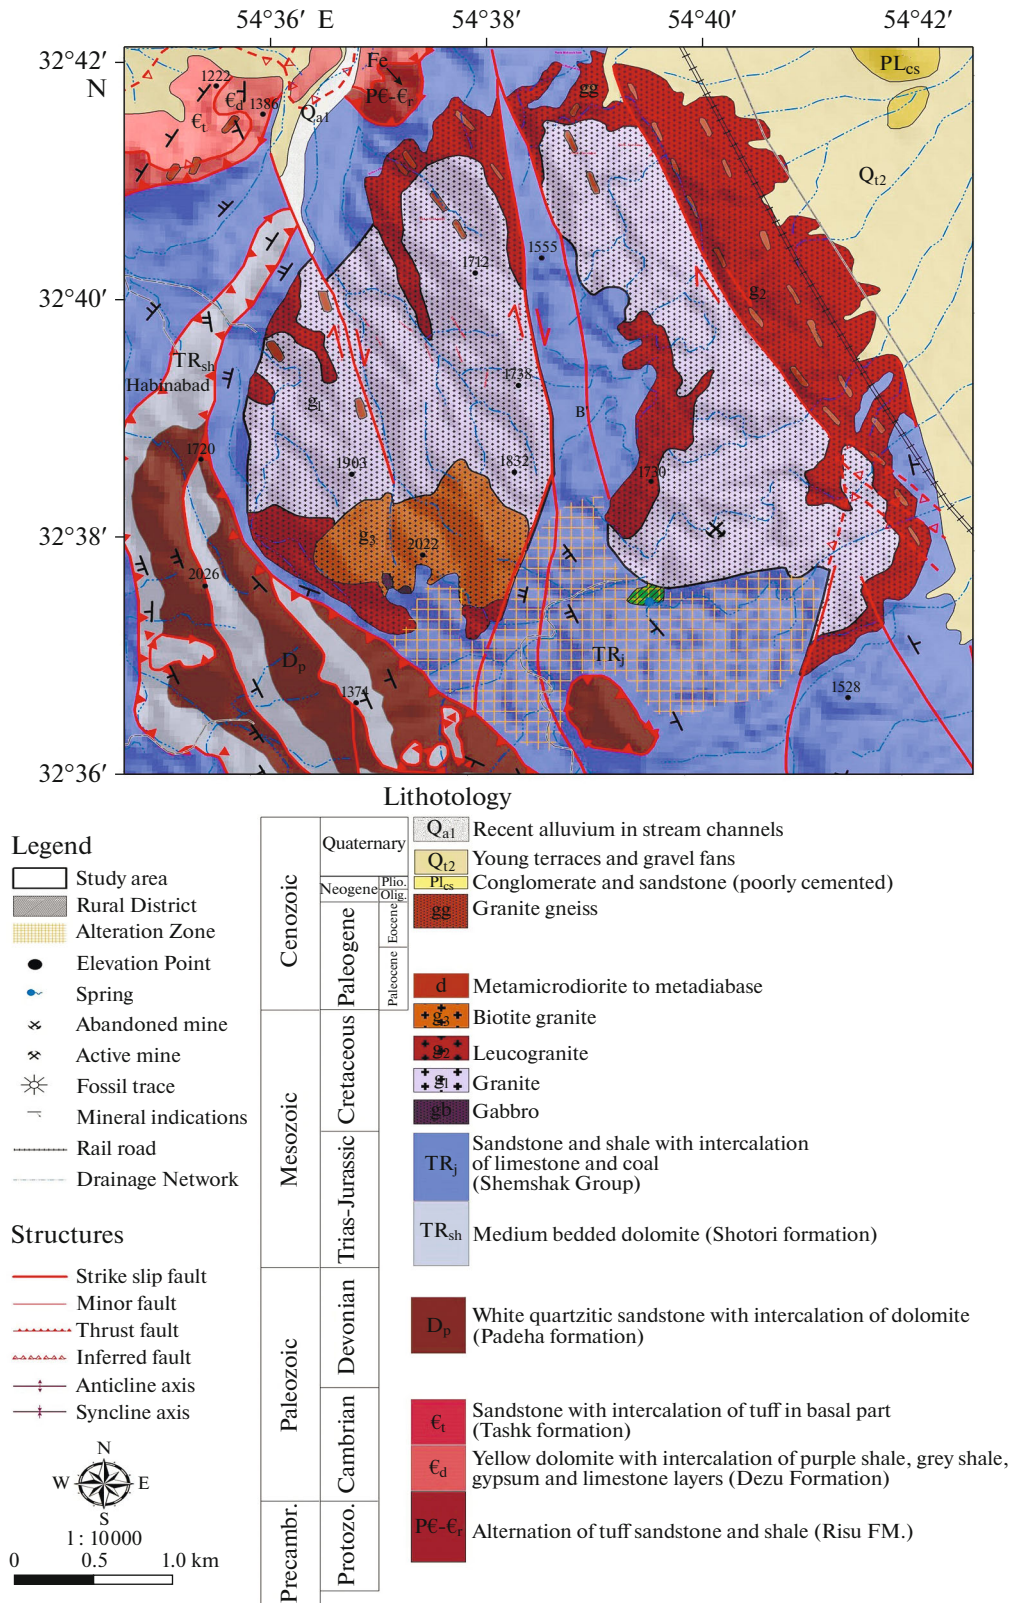 54°36′ E 54°38′ 54°40′ 54°42′
32°42′
N
32°40′
32°38′
32°36′
Fe
P€-€r
1222
€d
1386
€t
Qa1
gg
PLcs
Qt2
1555
1712
g2
TRsh
Habinabad
1738
g1
B
1720
1903
1832
1730
g3
2022
2026
Dp
TRj
1374
1528
Lithotology
Legend
Study area
Rural District
Alteration Zone
Elevation Point
Spring
Abandoned mine
Active mine
Fossil trace
Mineral indications
Rail road
Drainage Network
Structures
Strike slip fault
Minor fault
Thrust fault
Inferred fault
Anticline axis
Syncline axis
N
W E
S
1 : 10000
0 0.5 1.0 km
Cenozoic
Mesozoic
Paleozoic
Precambr.
Quaternary
Neogene
Paleogene
Cretaceous
Trias-Jurassic
Devonian
Cambrian
Protozo.
Plio.
Olig.
Eocene
Paleocene
Qa1 Recent alluvium in stream channels
Qt2 Young terraces and gravel fans
Plcs Conglomerate and sandstone (poorly cemented)
gg Granite gneiss
d Metamicrodiorite to metadiabase
g3 Biotite granite
g2 Leucogranite
g1 Granite
gb Gabbro
TRj Sandstone and shale with intercalation
of limestone and coal
(Shemshak Group)
TRsh Medium bedded dolomite (Shotori formation)
Dp White quartzitic sandstone with intercalation of dolomite
(Padeha formation)
€t Sandstone with intercalation of tuff in basal part
(Tashk formation)
€d Yellow dolomite with intercalation of purple shale, grey shale,
gypsum and limestone layers (Dezu Formation)
P€-€r Alternation of tuff sandstone and shale (Risu FM.)